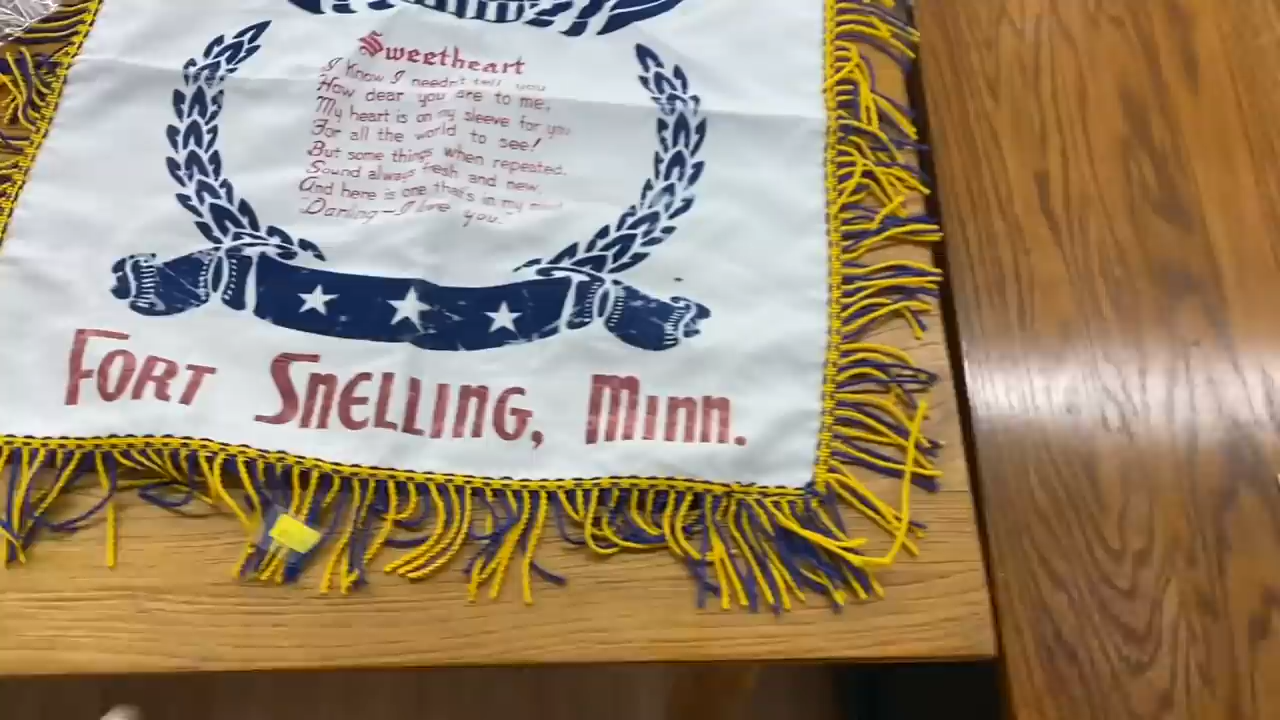 Sweetheart
I know I needn't tell you
How dear you are to me,
My heart is on my sleeve for you
For all the world to see!
But some things when repeated,
Sound always fresh and new,
And here is one that's in my mind
"Darling—I love you."
FORT SNELLING, MINN.